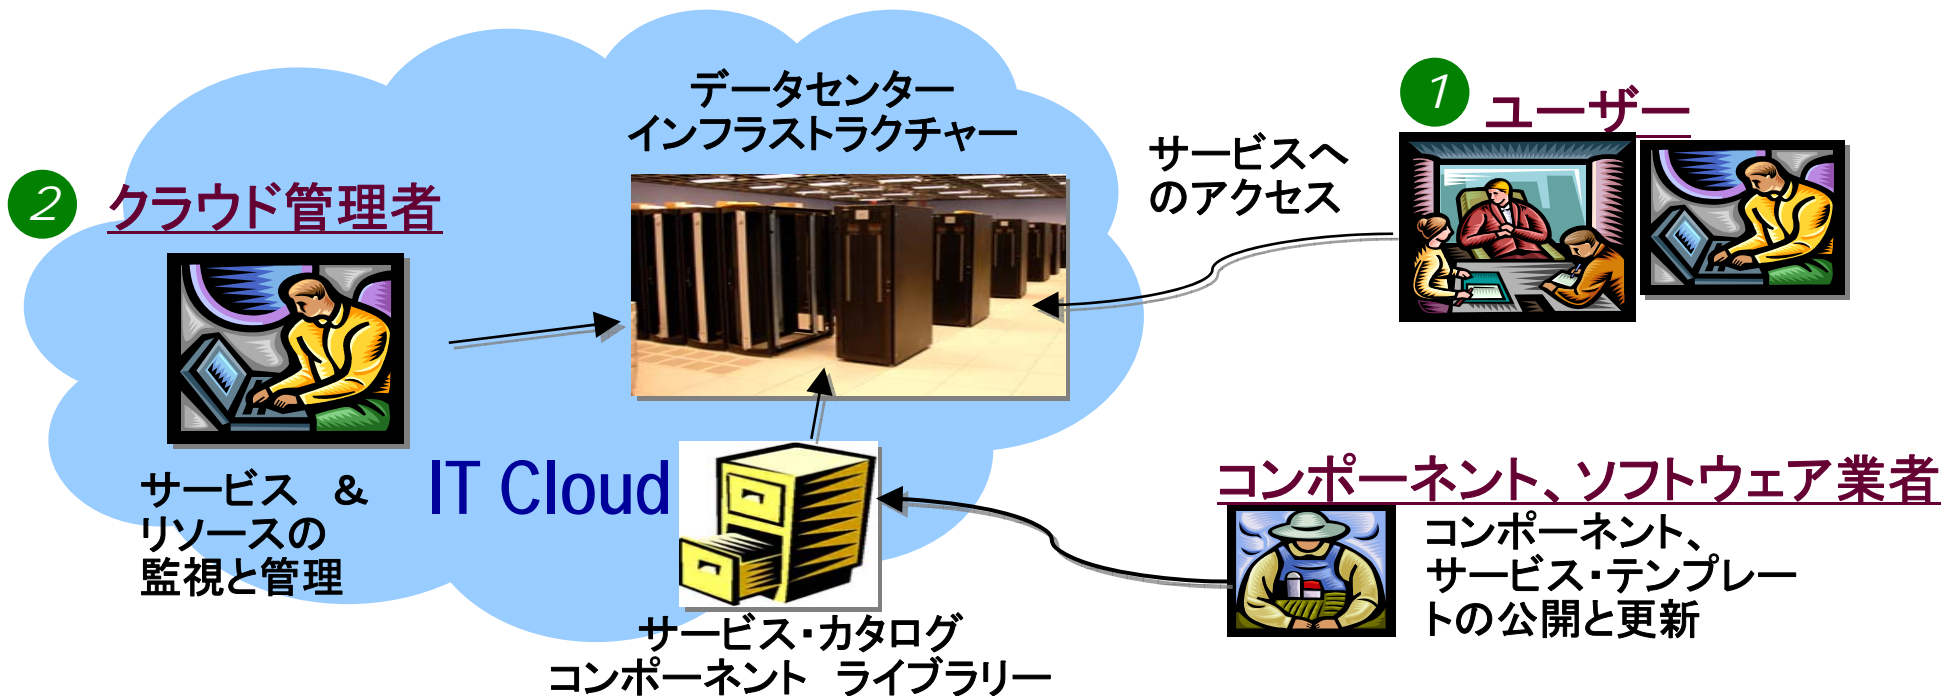 データセンター
インフラストラクチャー
1
ユーザー
サービスへ
のアクセス
2
クラウド管理者
サービス　&
リソースの
監視と管理
IT Cloud
サービス・カタログ
コンポーネント　ライブラリー
コンポーネント、ソフトウェア業者
コンポーネント、
サービス・テンプレー
トの公開と更新